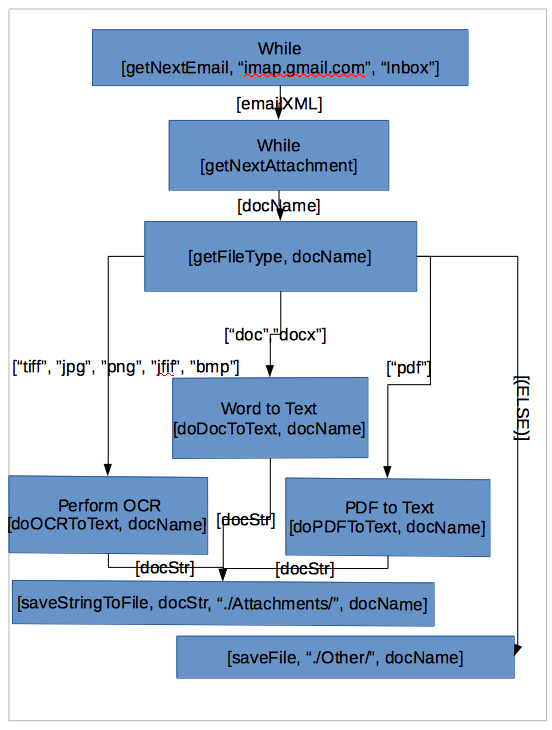 While
[getNextEmail, “imap.gmail.com”, “Inbox”]
[emailXML]
While
[getNextAttachment]
[docName]
[getFileType, docName]
[“doc”,”docx”]
[“tiff”, ”jpg”, ”png”, ”jfif”, ”bmp”]
[“pdf”]
[(ELSE)]
Word to Text
[doDocToText, docName]
Perform OCR
[doOCRToText, docName]
PDF to Text
[doPDFToText, docName]
[docStr]
[docStr]
[docStr]
[saveStringToFile, docStr, “./Attachments/”, docName]
[saveFile, “./Other/”, docName]